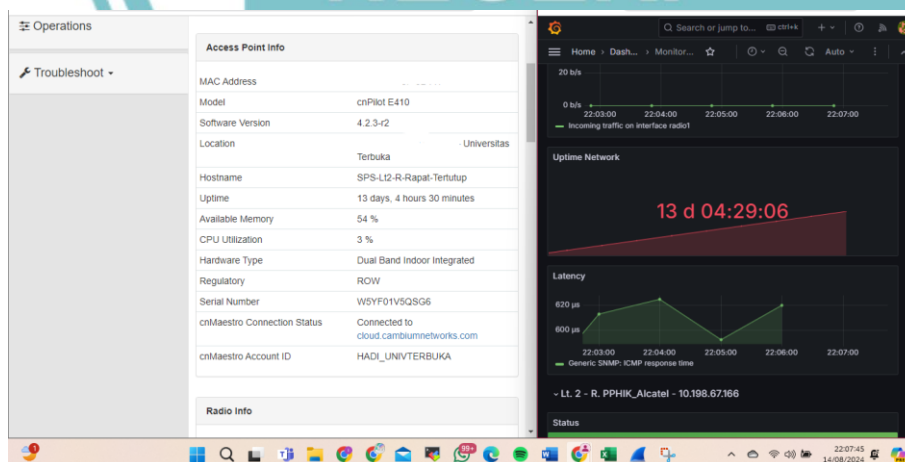 Operations
Troubleshoot
Access Point Info
MAC Address
Model cnPilot E410
Software Version 4.2.3-r2
Location Universitas
Terbuka
Hostname SPS-Lt2-R-Rapat-Tertutup
Uptime 13 days, 4 hours 30 minutes
Available Memory 54 %
CPU Utilization 3 %
Hardware Type Dual Band Indoor Integrated
Regulatory ROW
Serial Number W5YF01V5QSG6
cnMaestro Connection Status Connected to
cloud.cambiumnetworks.com
cnMaestro Account ID HADI_UNIVTERBUKA
Radio Info
Search or jump to... ctrl+k
Home > Dash... > Monitor... Auto
20 b/s
0 b/s
22:03:00 22:04:00 22:05:00 22:06:00 22:07:00
Incoming traffic on interface radio1
Uptime Network
13 d 04:29:06
Latency
620 µs
600 µs
22:03:00 22:04:00 22:05:00 22:06:00 22:07:00
Generic SNMP: ICMP response time
Lt. 2 - R. PPHIK_Alcatel - 10.198.67.166
Status
1
99+
22:07:45
14/08/2024